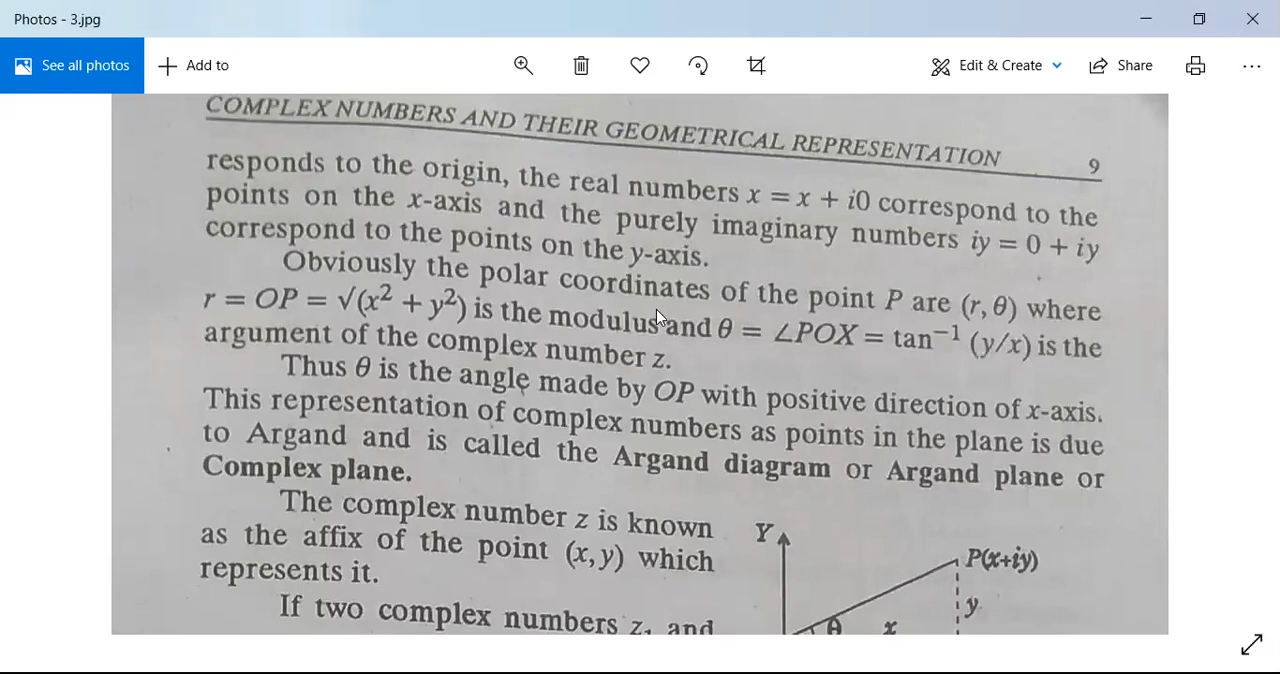 Photos - 3.jpg
See all photos
Add to
Edit & Create
Share
COMPLEX NUMBERS AND THEIR GEOMETRICAL REPRESENTATION 9
responds to the origin, the real numbers x = x + i0 correspond to the
points on the x-axis and the purely imaginary numbers iy = 0 + iy
correspond to the points on the y-axis.
Obviously the polar coordinates of the point P are (r, θ) where
r = OP = √(x² + y²) is the modulus and θ = ∠POX = tan⁻¹ (y/x) is the
argument of the complex number z.
Thus θ is the angle made by OP with positive direction of x-axis.
This representation of complex numbers as points in the plane is due
to Argand and is called the Argand diagram or Argand plane or
Complex plane.
The complex number z is known
as the affix of the point (x, y) which
represents it.
If two complex numbers z₁ and
Y
P(x+iy)
y
θ
x